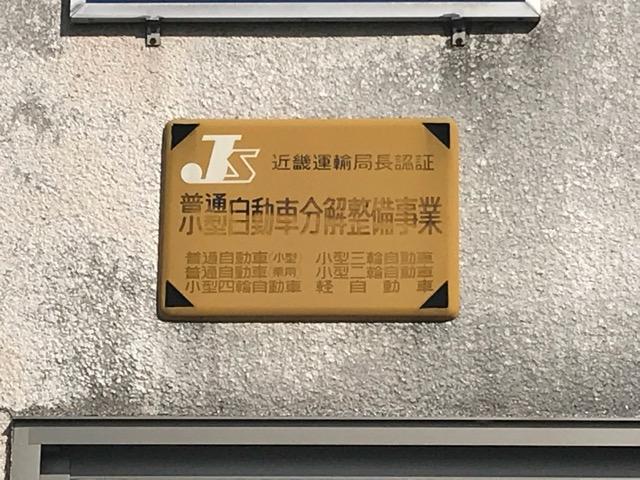 JS 近畿運輸局長認証
普通
小型自動車分解整備事業
普通自動車(小型) 小型三輪自動車
普通自動車(乗用) 小型二輪自動車
小型四輪自動車 軽自動車